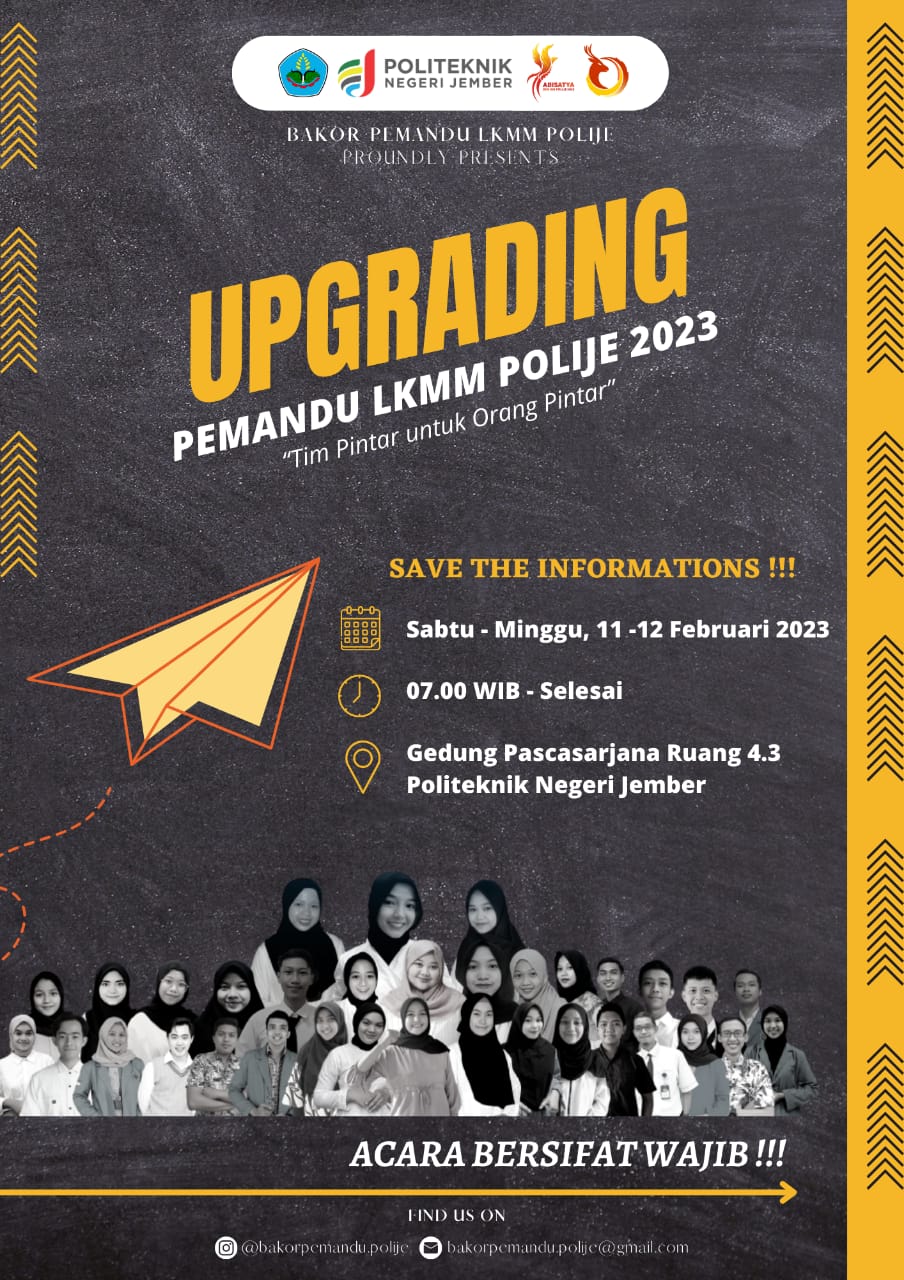 POLITEKNIK
NEGERI JEMBER
ABISATYA
BAKOR PEMANDU LKMM POLIJE
PROUNDLY PRESENTS
UPGRADING
PEMANDU LKMM POLIJE 2023
“Tim Pintar untuk Orang Pintar”
SAVE THE INFORMATIONS !!!
Sabtu - Minggu, 11 -12 Februari 2023
07.00 WIB - Selesai
Gedung Pascasarjana Ruang 4.3
Politeknik Negeri Jember
ACARA BERSIFAT WAJIB !!!
FIND US ON
@bakorpemandu.polije bakorpemandu.polije@gmail.com